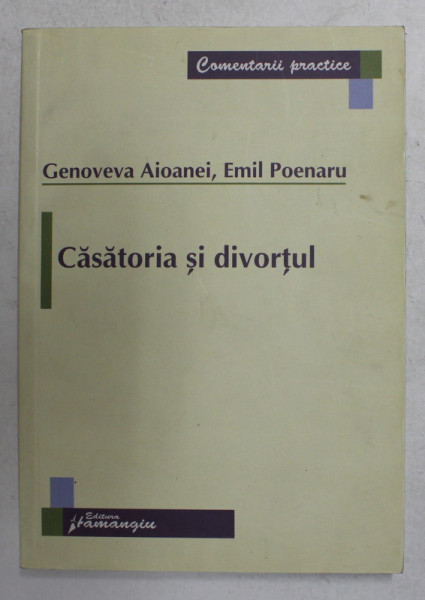 Comentarii practice
Genoveva Aioanei, Emil Poenaru
Căsătoria și divorțul
Editura
Hamangiu